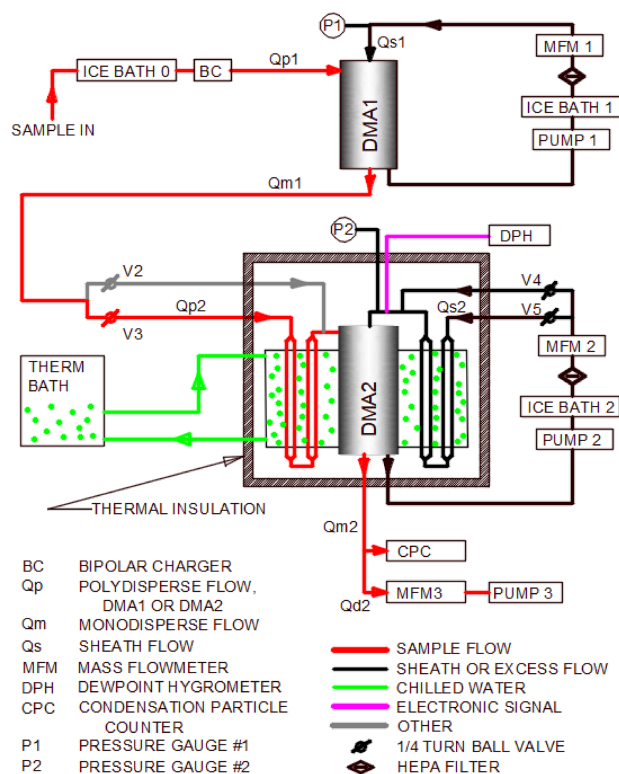 P1
Qs1
MFM 1
Qp1
ICE BATH 0
BC
ICE BATH 1
SAMPLE IN
DMA1
PUMP 1
Qm1
P2
DPH
V2
V4
Qp2
Qs2
V5
V3
MFM 2
THERM
BATH
DMA2
ICE BATH 2
PUMP 2
THERMAL INSULATION
Qm2
CPC
Qd2
MFM3
PUMP 3
BC BIPOLAR CHARGER
Qp POLYDISPERSE FLOW,
DMA1 OR DMA2
Qm MONODISPERSE FLOW
Qs SHEATH FLOW
MFM MASS FLOWMETER
DPH DEWPOINT HYGROMETER
CPC CONDENSATION PARTICLE
COUNTER
P1 PRESSURE GAUGE #1
P2 PRESSURE GAUGE #2
SAMPLE FLOW
SHEATH OR EXCESS FLOW
CHILLED WATER
ELECTRONIC SIGNAL
OTHER
1/4 TURN BALL VALVE
HEPA FILTER